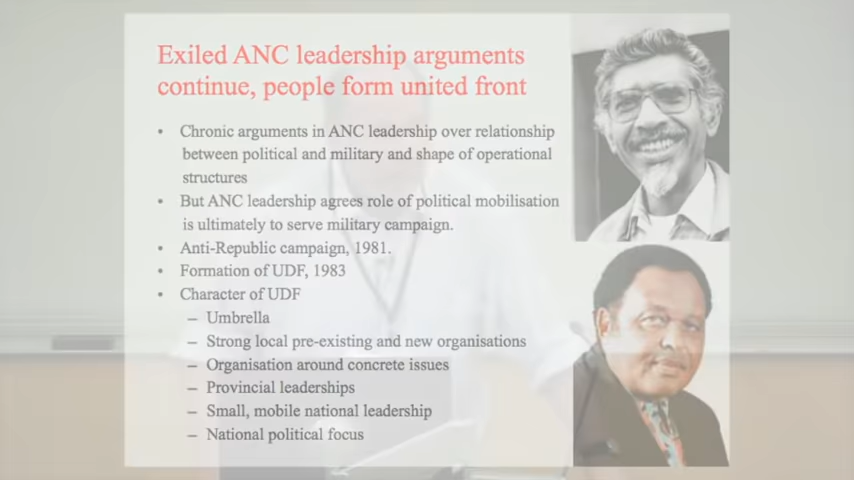 Exiled ANC leadership arguments
continue, people form united front
• Chronic arguments in ANC leadership over relationship
between political and military and shape of operational
structures
• But ANC leadership agrees role of political mobilisation
is ultimately to serve military campaign.
• Anti-Republic campaign, 1981.
• Formation of UDF, 1983
• Character of UDF
– Umbrella
– Strong local pre-existing and new organisations
– Organisation around concrete issues
– Provincial leaderships
– Small, mobile national leadership
– National political focus